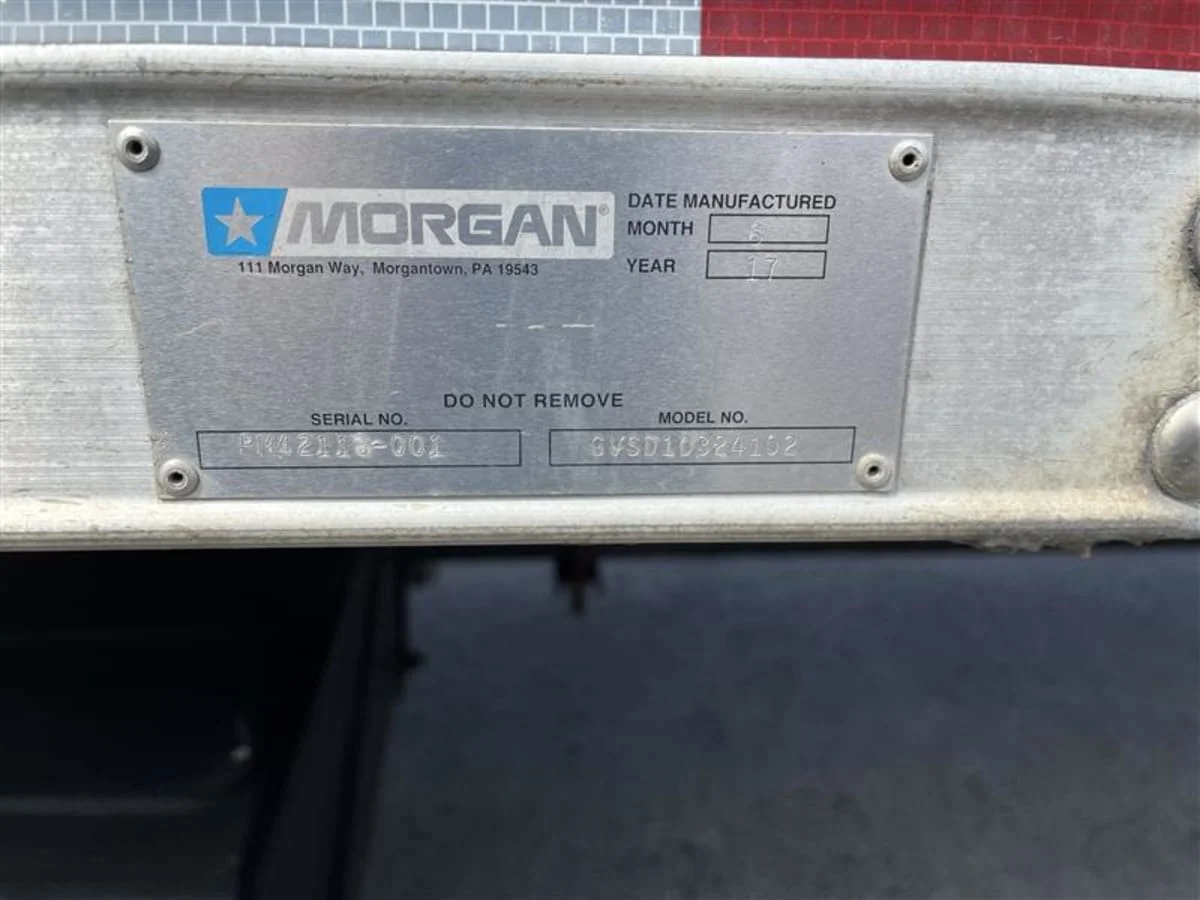 MORGAN®
111 Morgan Way, Morgantown, PA 19543
DATE MANUFACTURED
MONTH 6
YEAR 17
DO NOT REMOVE
SERIAL NO.
MODEL NO.
GVSD10324102